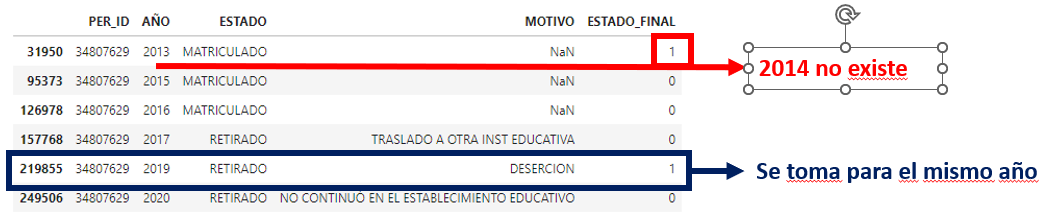 PER_ID AÑO ESTADO MOTIVO ESTADO_FINAL
31950 34807629 2013 MATRICULADO NaN 1
2014 no existe
95373 34807629 2015 MATRICULADO NaN 0
126978 34807629 2016 MATRICULADO NaN 0
157768 34807629 2017 RETIRADO TRASLADO A OTRA INST EDUCATIVA 0
219855 34807629 2019 RETIRADO DESERCION 1
Se toma para el mismo año
249506 34807629 2020 RETIRADO NO CONTINUÓ EN EL ESTABLECIMIENTO EDUCATIVO 0